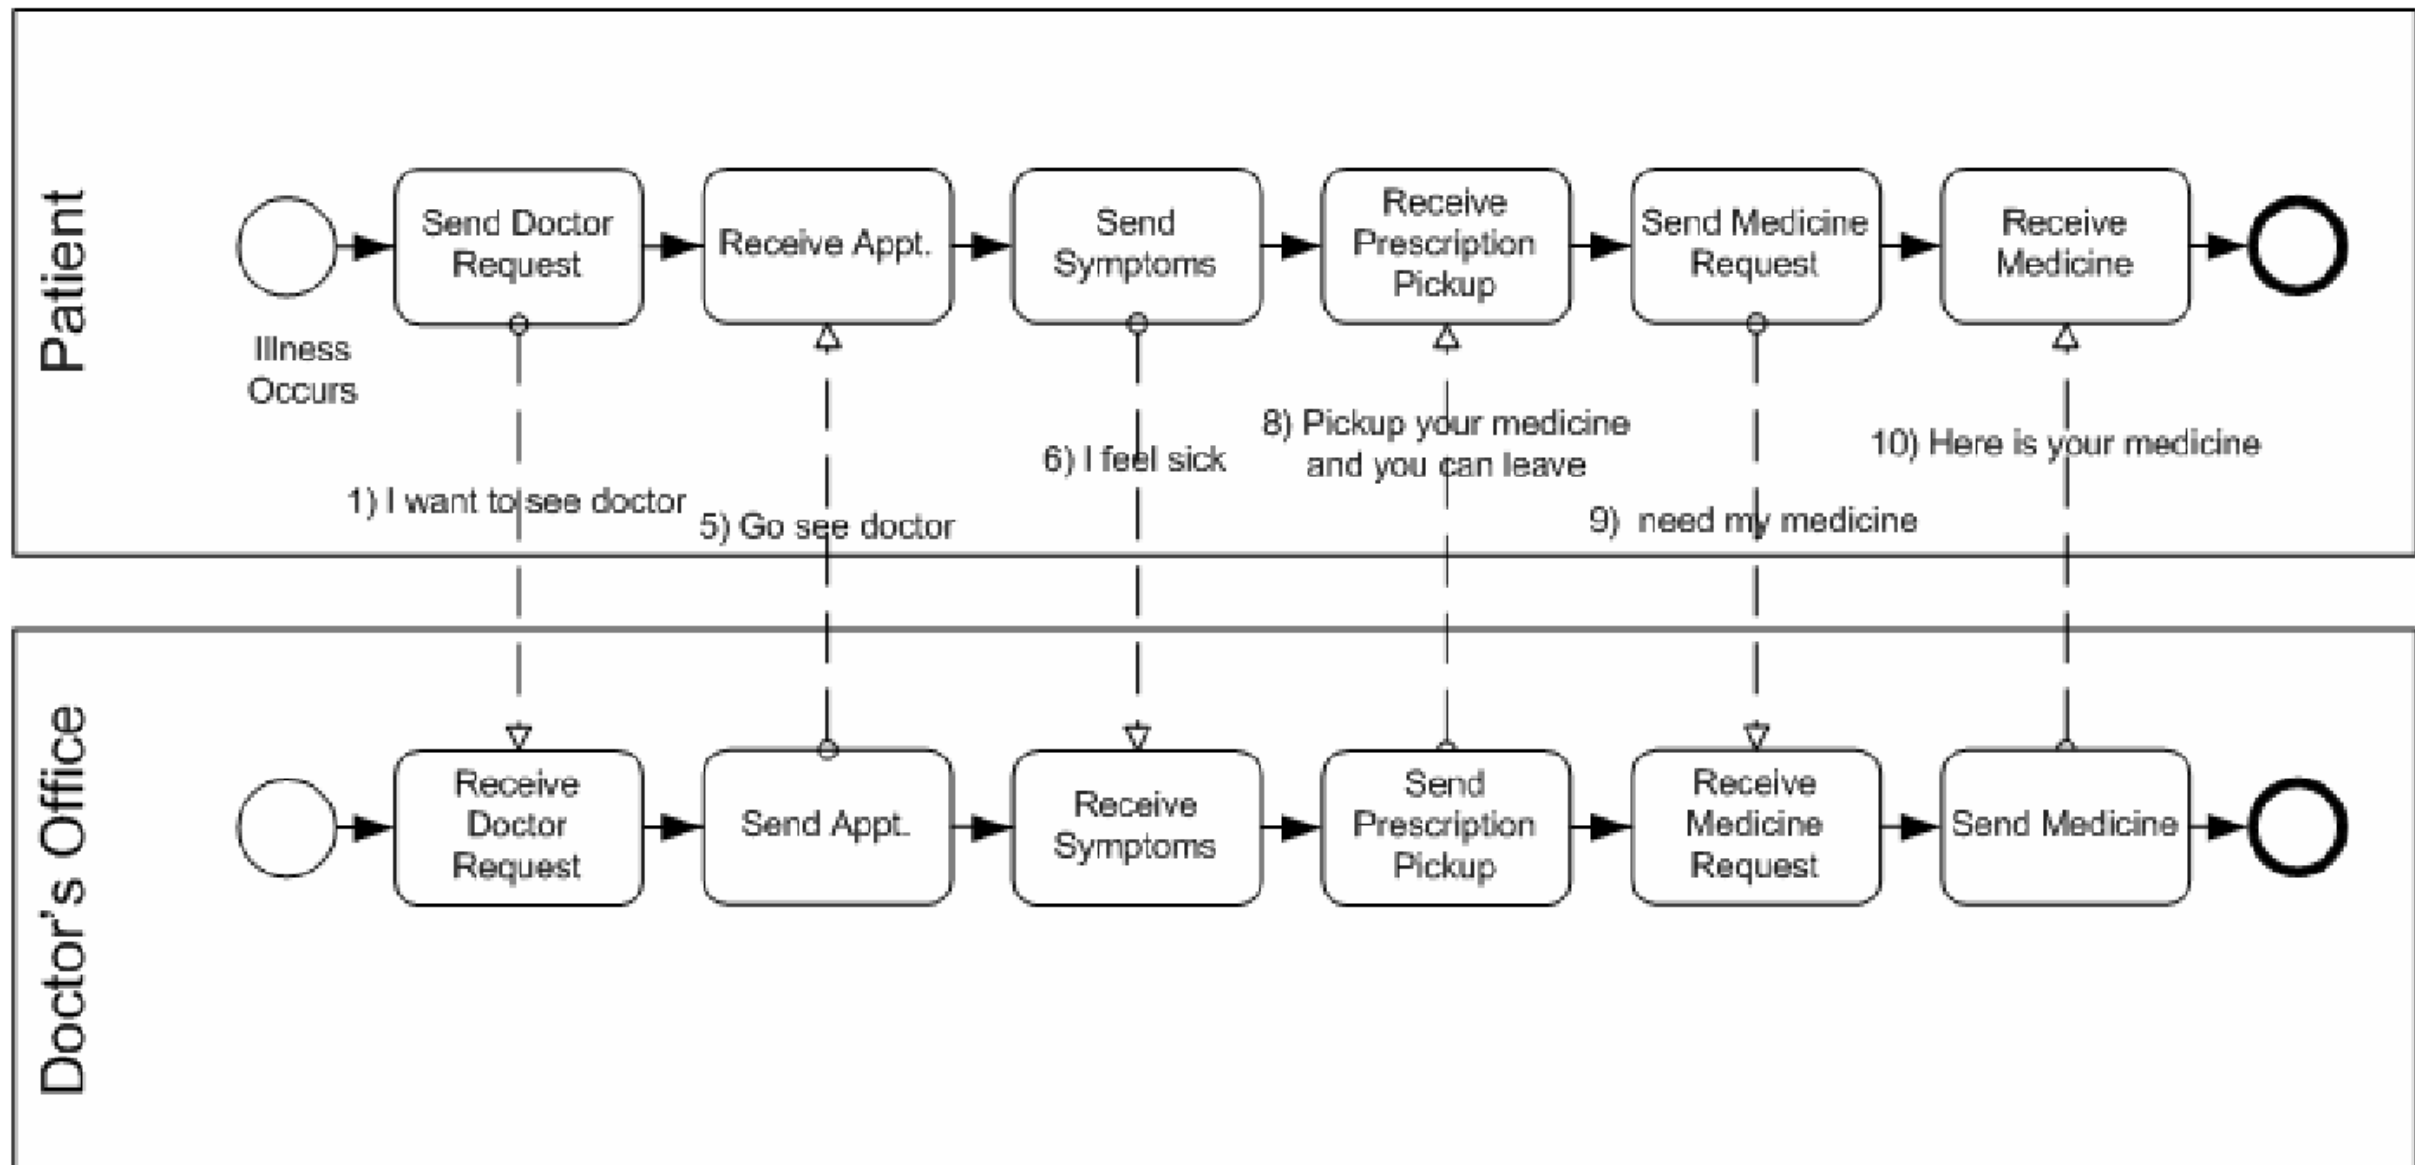 Patient
Illness
Occurs
Send Doctor
Request
Receive Appt.
Send
Symptoms
Receive
Prescription
Pickup
Send Medicine
Request
Receive
Medicine
1) I want to see doctor
5) Go see doctor
6) I feel sick
8) Pickup your medicine
and you can leave
9) need my medicine
10) Here is your medicine
Doctor's Office
Receive
Doctor
Request
Send Appt.
Receive
Symptoms
Send
Prescription
Pickup
Receive
Medicine
Request
Send Medicine